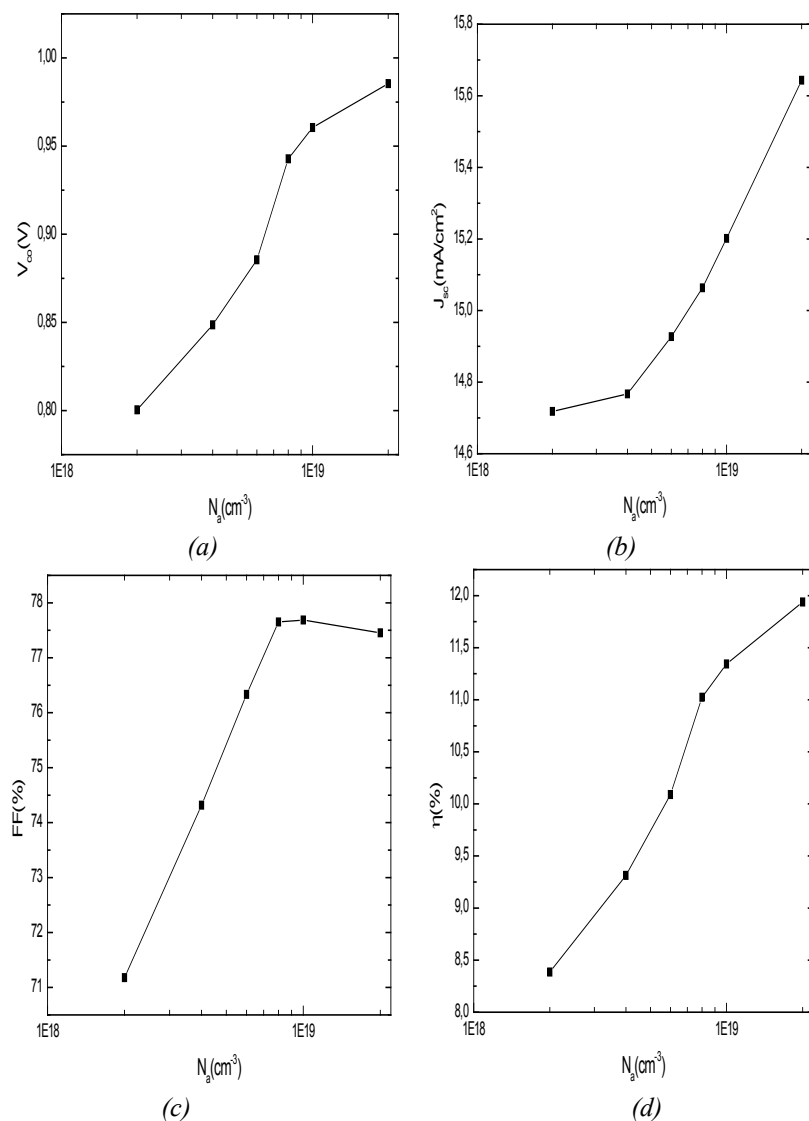 1,00
0,95
0,90
0,85
0,80
V_oc(V)
1E18
1E19
N_a(cm^-3)
(a)
15,8
15,6
15,4
15,2
15,0
14,8
14,6
J_sc(mA/cm²)
1E18
1E19
N_a(cm^-3)
(b)
78
77
76
75
74
73
72
71
FF(%)
1E18
1E19
N_a(cm^-3)
(c)
12,0
11,5
11,0
10,5
10,0
9,5
9,0
8,5
8,0
η(%)
1E18
1E19
N_a(cm^-3)
(d)